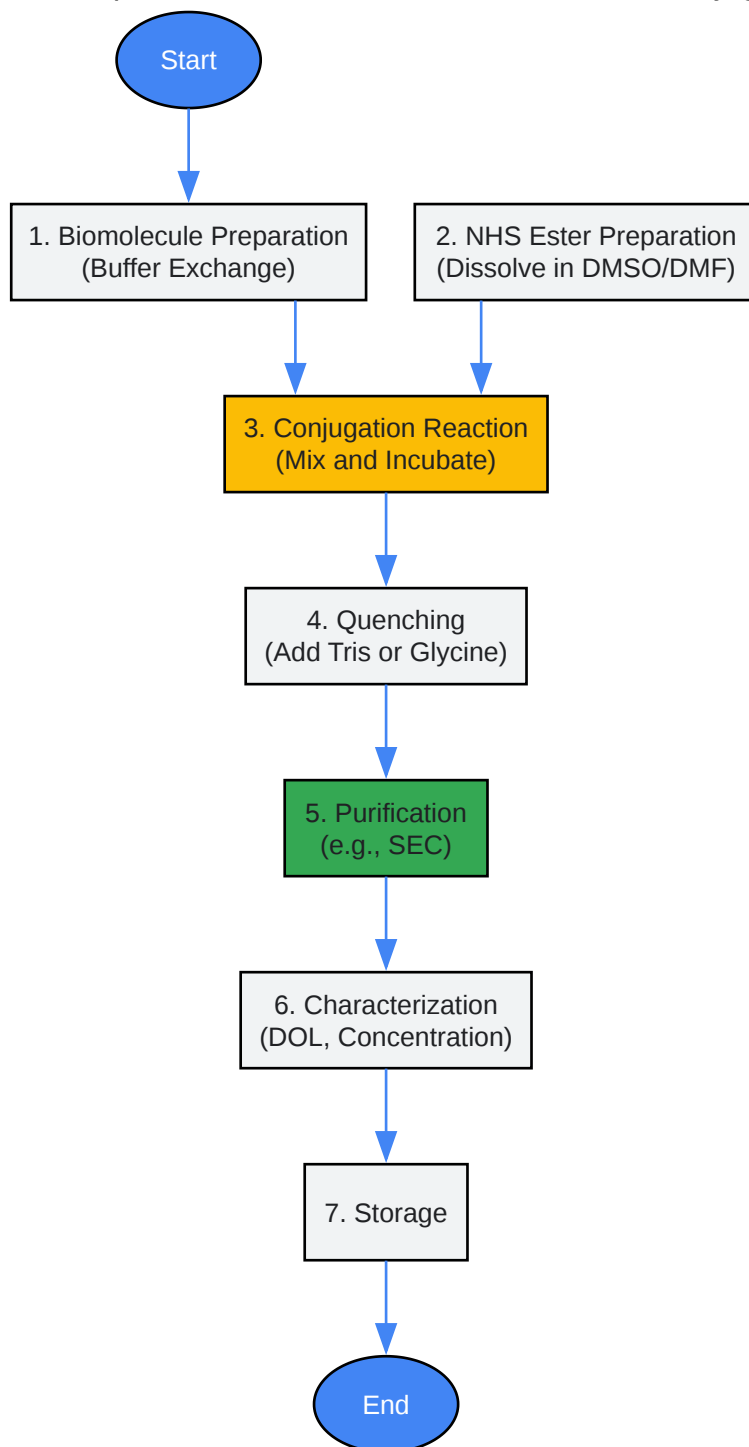 Start
1. Biomolecule Preparation
(Buffer Exchange)
2. NHS Ester Preparation
(Dissolve in DMSO/DMF)
3. Conjugation Reaction
(Mix and Incubate)
4. Quenching
(Add Tris or Glycine)
5. Purification
(e.g., SEC)
6. Characterization
(DOL, Concentration)
7. Storage
End